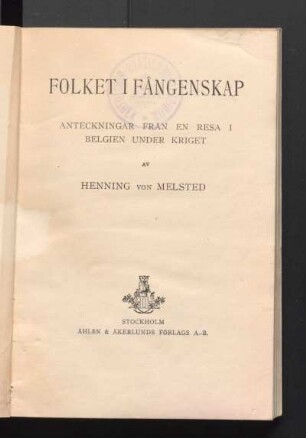 FOLKET I FÅNGENSKAP
ANTECKNINGAR FRÅN EN RESA I
BELGIEN UNDER KRIGET
AV
HENNING VON MELSTED
STOCKHOLM
ÅHLÉN & ÅKERLUNDS FÖRLAGS A.-B.